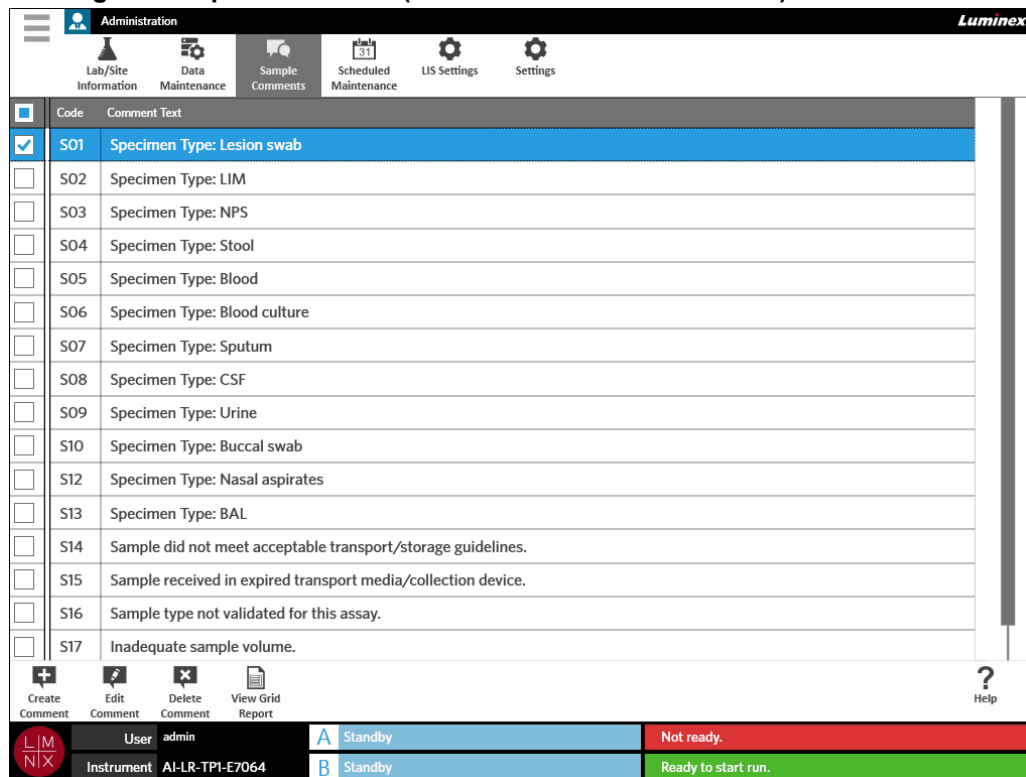 Administration
Luminex
Lab/Site Information
Data Maintenance
Sample Comments
31
Scheduled Maintenance
LIS Settings
Settings
Code Comment Text
S01 Specimen Type: Lesion swab
S02 Specimen Type: LIM
S03 Specimen Type: NPS
S04 Specimen Type: Stool
S05 Specimen Type: Blood
S06 Specimen Type: Blood culture
S07 Specimen Type: Sputum
S08 Specimen Type: CSF
S09 Specimen Type: Urine
S10 Specimen Type: Buccal swab
S12 Specimen Type: Nasal aspirates
S13 Specimen Type: BAL
S14 Sample did not meet acceptable transport/storage guidelines.
S15 Sample received in expired transport media/collection device.
S16 Sample type not validated for this assay.
S17 Inadequate sample volume.
Create Comment
Edit Comment
Delete Comment
View Grid Report
? Help
LM NX
User admin A Standby Not ready.
Instrument AI-LR-TP1-E7064 B Standby Ready to start run.